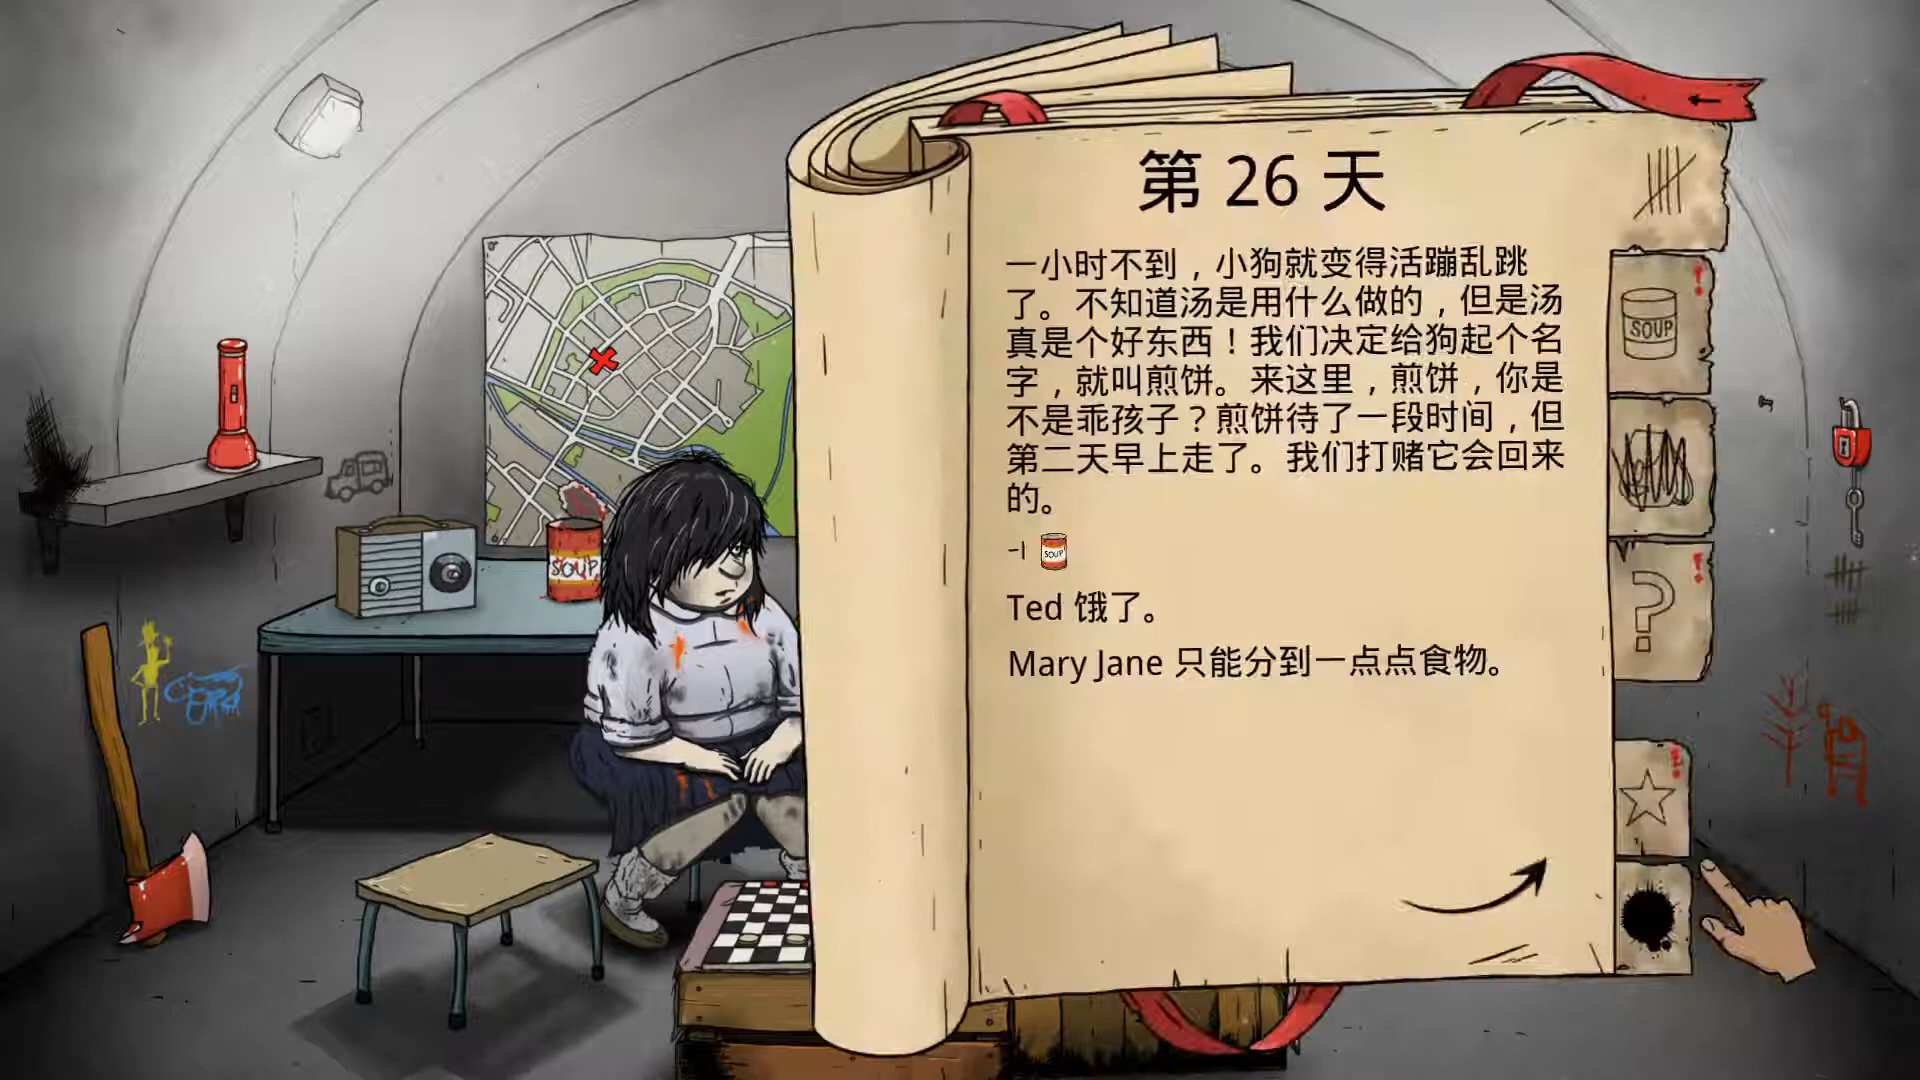 第 26 天
一小时不到，小狗就变得活蹦乱跳
了。不知道汤是用什么做的，但是汤
真是个好东西！我们决定给狗起个名
字，就叫煎饼。来这里，煎饼，你是
不是乖孩子？煎饼待了一段时间，但
第二天早上走了。我们打赌它会回来
的。
-1 SOUP
Ted 饿了。
Mary Jane 只能分到一点点食物。
SOUP
?
SOUP